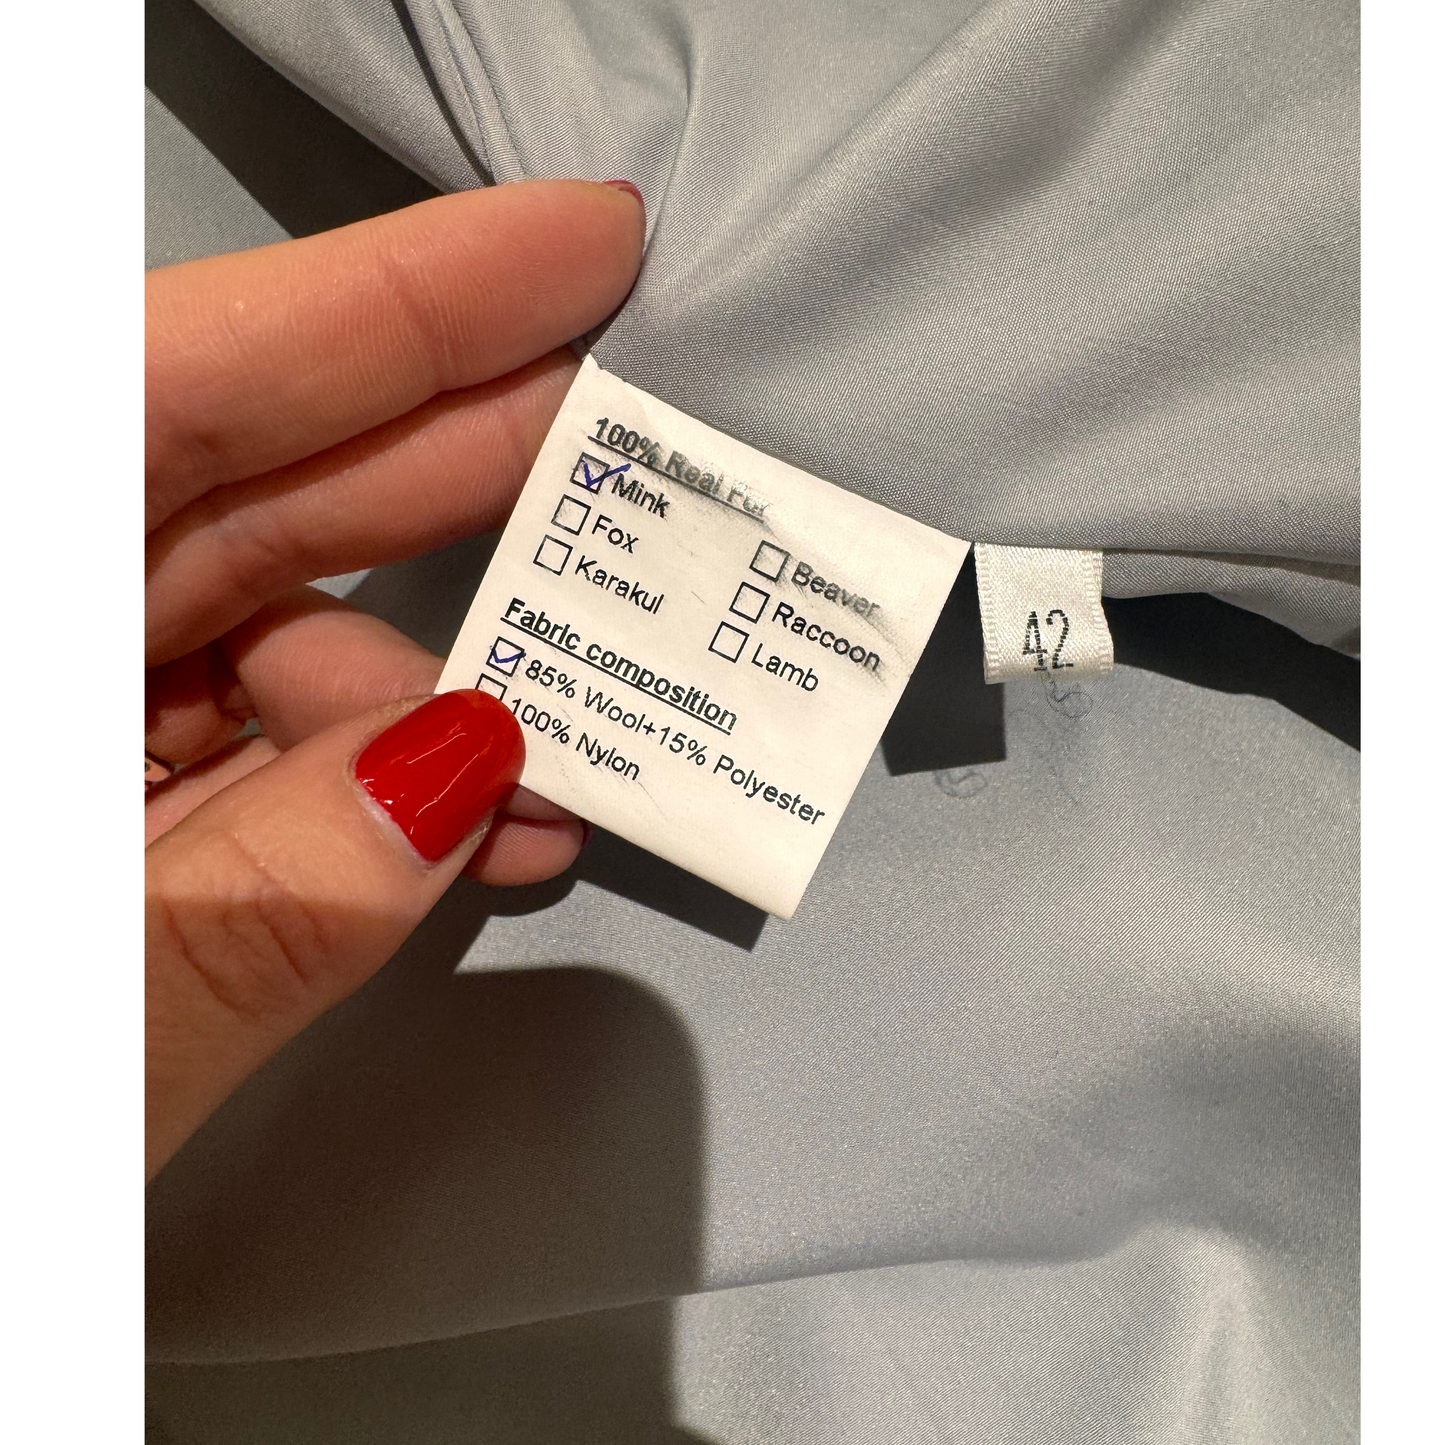 100% Real Fur
Mink
Fox
Karakul
Beaver
Raccoon
Lamb
Fabric composition
85% Wool+15% Polyester
100% Nylon
42